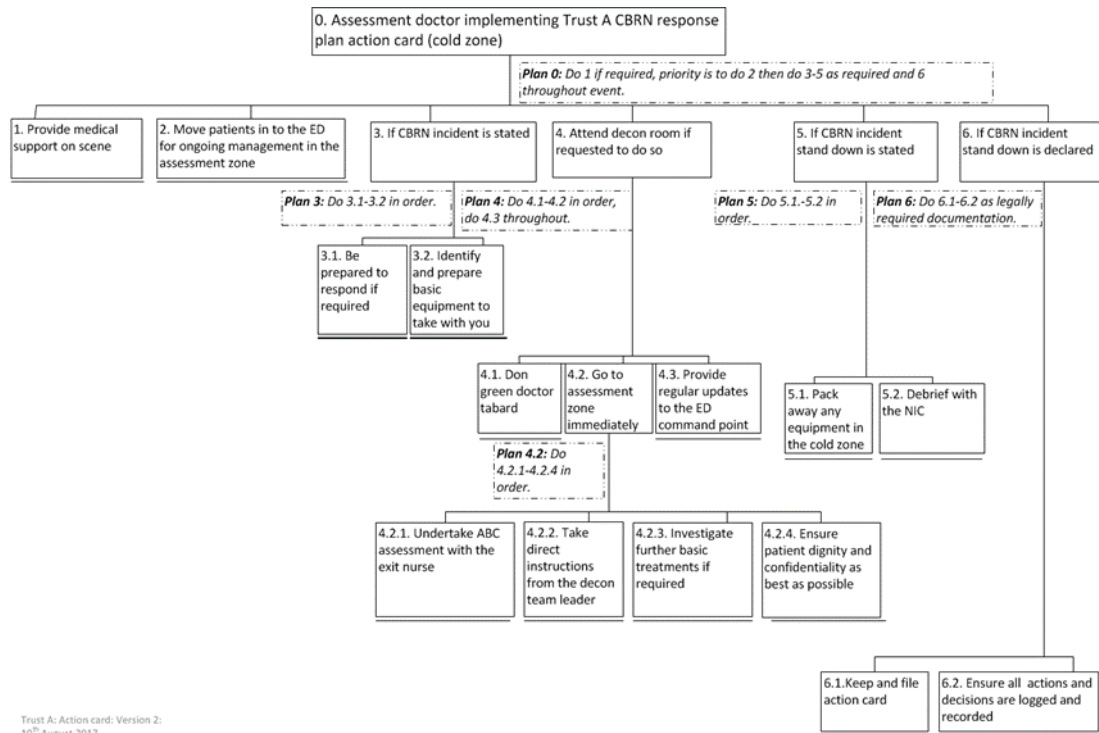 0. Assessment doctor implementing Trust A CBRN response
plan action card (cold zone)
Plan 0: Do 1 if required, priority is to do 2 then do 3-5 as required and 6
throughout event.
1. Provide medical
support on scene
2. Move patients in to the ED
for ongoing management in the
assessment zone
3. If CBRN incident is stated
4. Attend decon room if
requested to do so
5. If CBRN incident
stand down is stated
6. If CBRN incident
stand down is declared
Plan 3: Do 3.1-3.2 in order.
Plan 4: Do 4.1-4.2 in order,
do 4.3 throughout.
Plan 5: Do 5.1.-5.2 in
order.
Plan 6: Do 6.1-6.2 as legally
required documentation.
3.1. Be
prepared to
respond if
required
3.2. Identify
and prepare
basic
equipment to
take with you
4.1. Don
green doctor
tabard
4.2. Go to
assessment
zone
immediately
4.3. Provide
regular updates
to the ED
command point
5.1. Pack
away any
equipment in
the cold zone
5.2. Debrief with
the NIC
Plan 4.2: Do
4.2.1-4.2.4 in
order.
4.2.1. Undertake ABC
assessment with the
exit nurse
4.2.2. Take
direct
instructions
from the decon
team leader
4.2.3. Investigate
further basic
treatments if
required
4.2.4. Ensure
patient dignity and
confidentiality as
best as possible
6.1.Keep and file
action card
6.2. Ensure all actions and
decisions are logged and
recorded
Trust A: Action card: Version 2:
10th August 2017